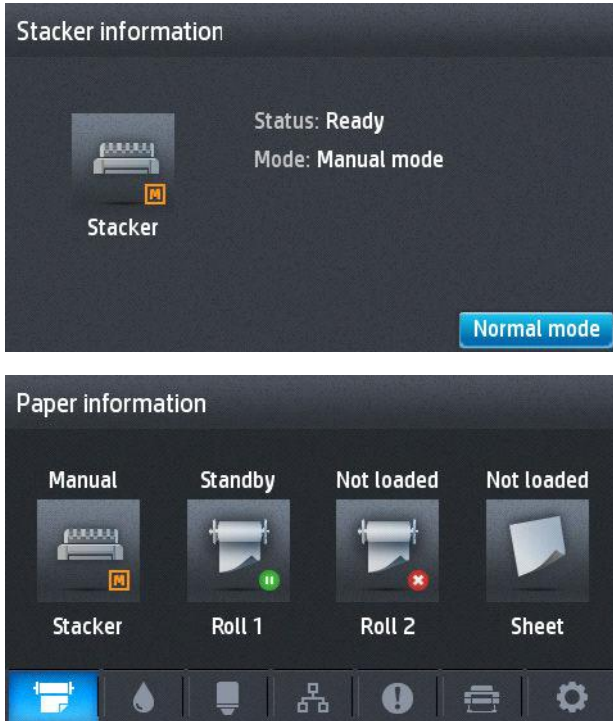 Stacker information
Status: Ready
Mode: Manual mode
M
Stacker
Normal mode
Paper information
Manual Standby Not loaded Not loaded
M
Stacker Roll 1 Roll 2 Sheet